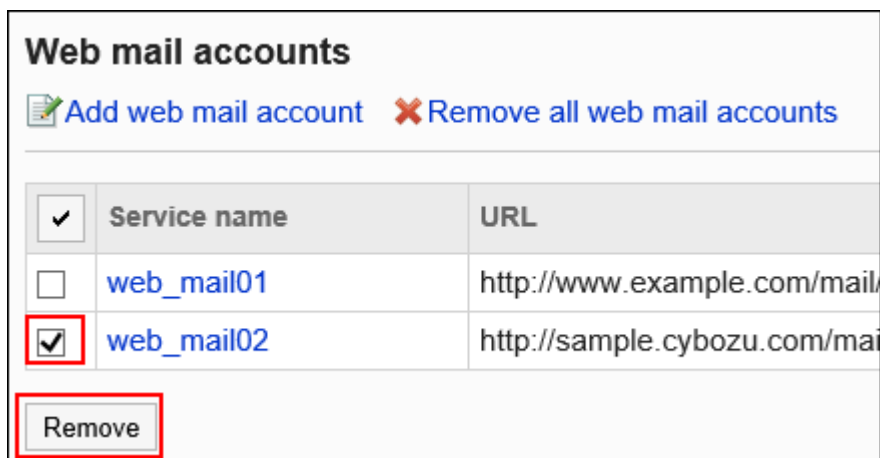 Web mail accounts
Add web mail account Remove all web mail accounts
Service name URL
web_mail01 http://www.example.com/mail/
web_mail02 http://sample.cybozu.com/mai
Remove